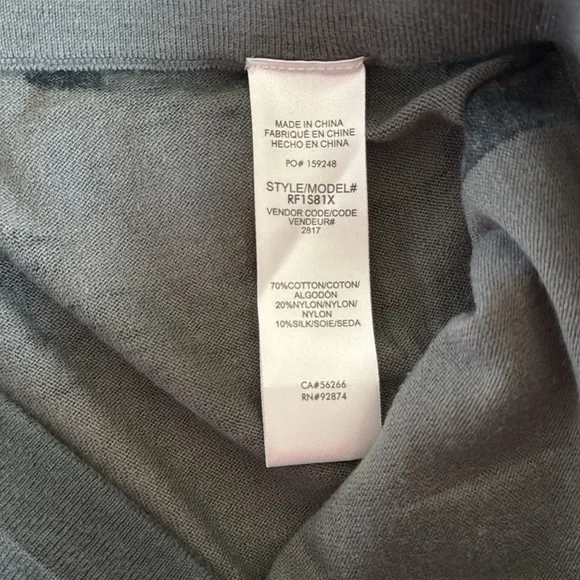 MADE IN CHINA
FABRIQUÉ EN CHINE
HECHO EN CHINA
PO# 159248
STYLE/MODEL#
RF1S81X
VENDOR CODE/CODE
VENDEUR#
2817
70%COTTON/COTON/
ALGODÓN
20%NYLON/NYLON/
NYLON
10%SILK/SOIE/SEDA
CA#56266
RN#92874